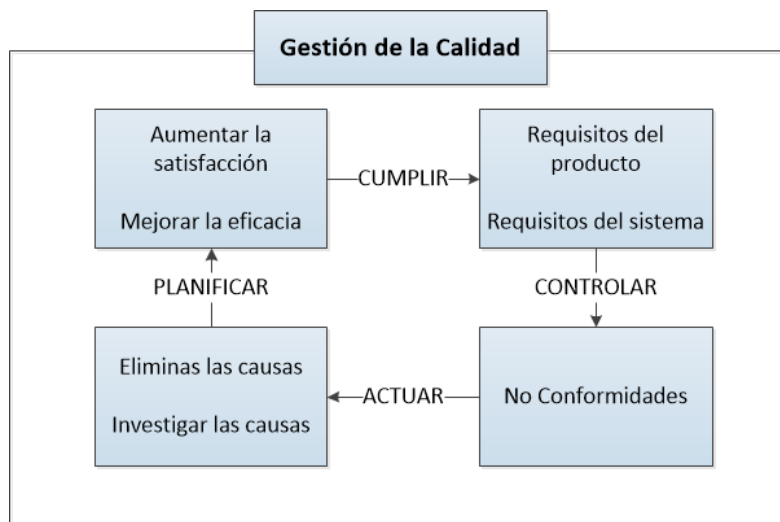 Gestión de la Calidad
Aumentar la
satisfacción
Mejorar la eficacia
CUMPLIR
Requisitos del
producto
Requisitos del sistema
PLANIFICAR
CONTROLAR
Eliminas las causas
Investigar las causas
ACTUAR
No Conformidades